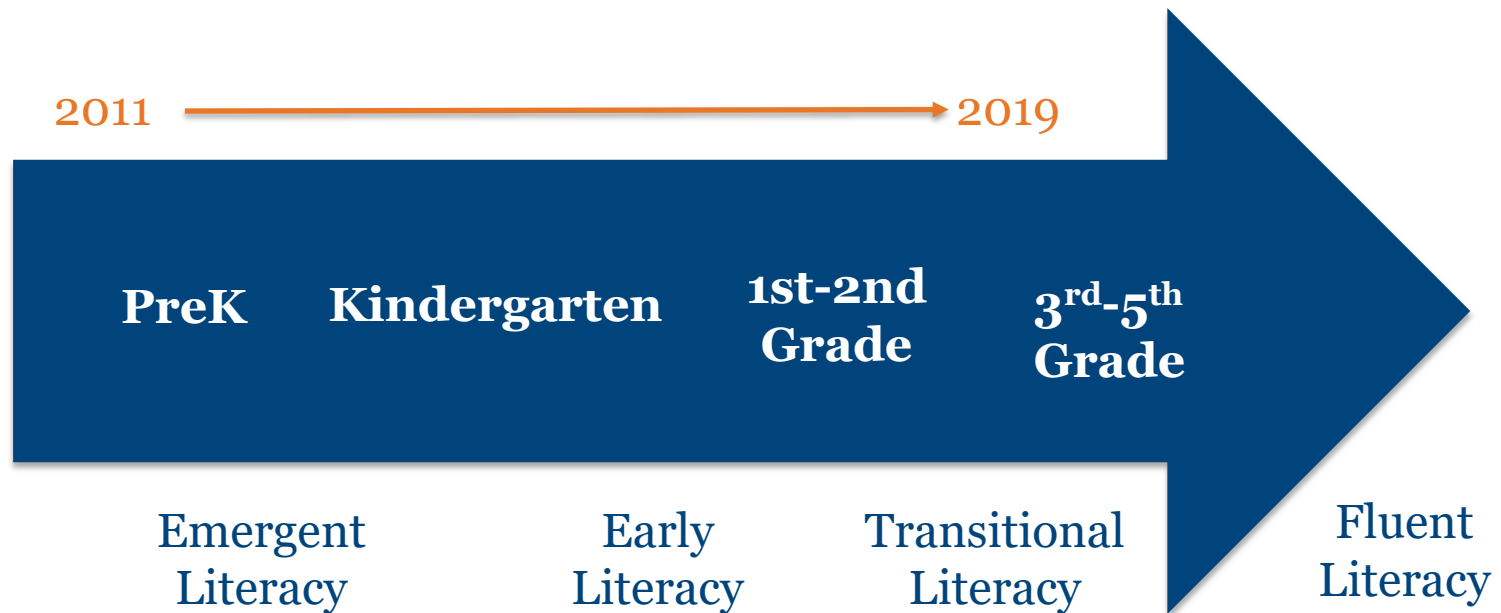 2011 2019
PreK Kindergarten 1st-2nd
Grade 3rd-5th
Grade
Emergent
Literacy
Early
Literacy
Transitional
Literacy
Fluent
Literacy